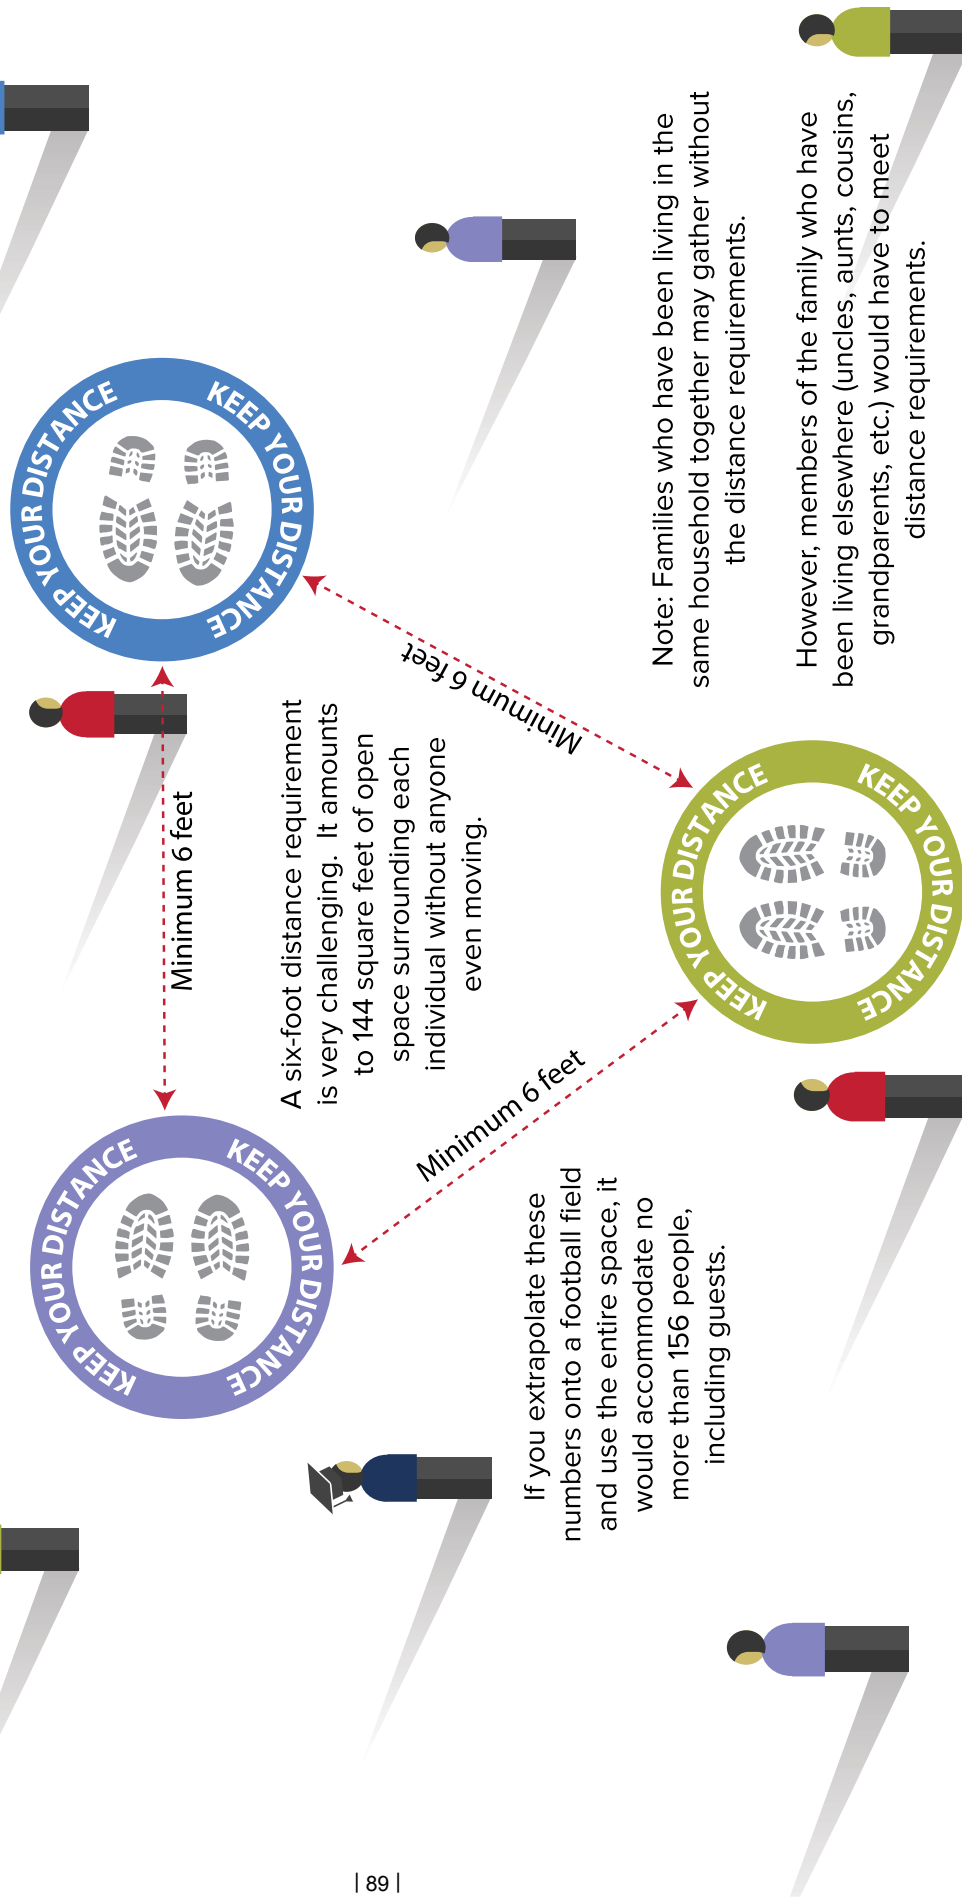 KEEP YOUR DISTANCE
KEEP YOUR DISTANCE
Minimum 6 feet
KEEP YOUR DISTANCE
KEEP YOUR DISTANCE
A six-foot distance requirement
is very challenging.  It amounts
to 144 square feet of open
space surrounding each
individual without anyone
even moving.
Minimum 6 feet
Minimum 6 feet
If you extrapolate these
numbers onto a football field
and use the entire space, it
would accommodate no
more than 156 people,
including guests.
KEEP YOUR DISTANCE
KEEP YOUR DISTANCE
Note: Families who have been living in the
same household together may gather without
the distance requirements.
However, members of the family who have
been living elsewhere (uncles, aunts, cousins,
grandparents, etc.) would have to meet
distance requirements.
| 89 |